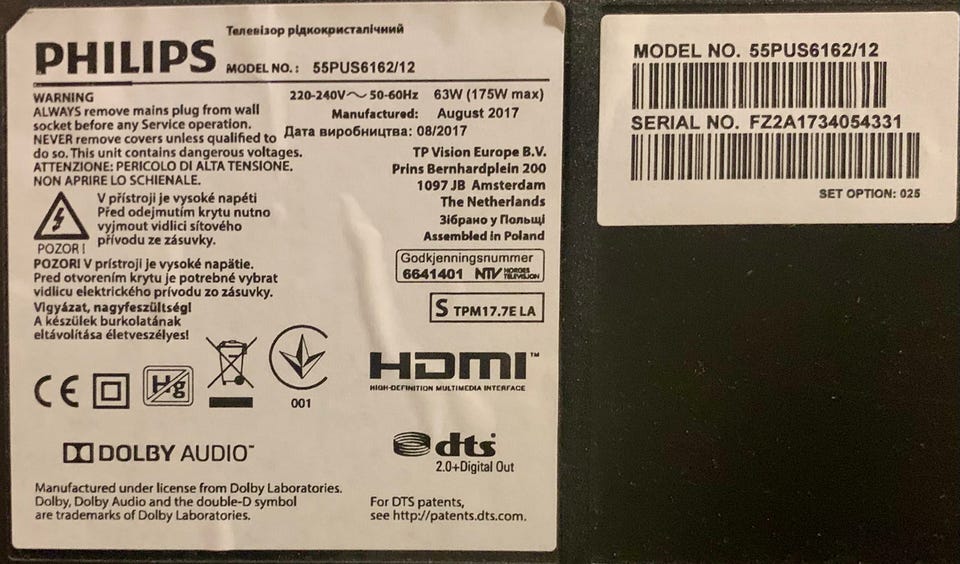 Телевізор рідкокристалічний
PHILIPS MODEL NO.: 55PUS6162/12
WARNING
ALWAYS remove mains plug from wall
socket before any Service operation.
NEVER remove covers unless qualified to
do so. This unit contains dangerous voltages.
ATTENZIONE: PERICOLO DI ALTA TENSIONE.
NON APRIRE LO SCHIENALE.
220-240V～ 50-60Hz 63W (175W max)
Manufactured: August 2017
Дата виробництва: 08/2017
TP Vision Europe B.V.
Prins Bernhardplein 200
1097 JB Amsterdam
The Netherlands
Зібрано у Польщі
Assembled in Poland
V přístroji je vysoké napětí
Před odejmutím krytu nutno
vyjmout vidlici síťového
přívodu ze zásuvky.
POZOR !
POZORI V prístroji je vysoké napätie.
Pred otvorením krytu je potrebné vybrat
vidlicu elektrického prívodu zo zásuvky.
Vigyázat, nagyfeszültségI
A készülek burkolatának
eltávolítása életveszélyes!
Godkjenningsnummer
6641401 NTV NORGES TELEVISJON
S TPM17.7E LA
CE
Hg
001
HDMI™
HIGH-DEFINITION MULTIMEDIA INTERFACE
DOLBY AUDIO™
dts
2.0+Digital Out
Manufactured under license from Dolby Laboratories.
Dolby, Dolby Audio and the double-D symbol
are trademarks of Dolby Laboratories.
For DTS patents,
see http://patents.dts.com.
MODEL NO. 55PUS6162/12
SERIAL NO. FZ2A1734054331
SET OPTION: 025